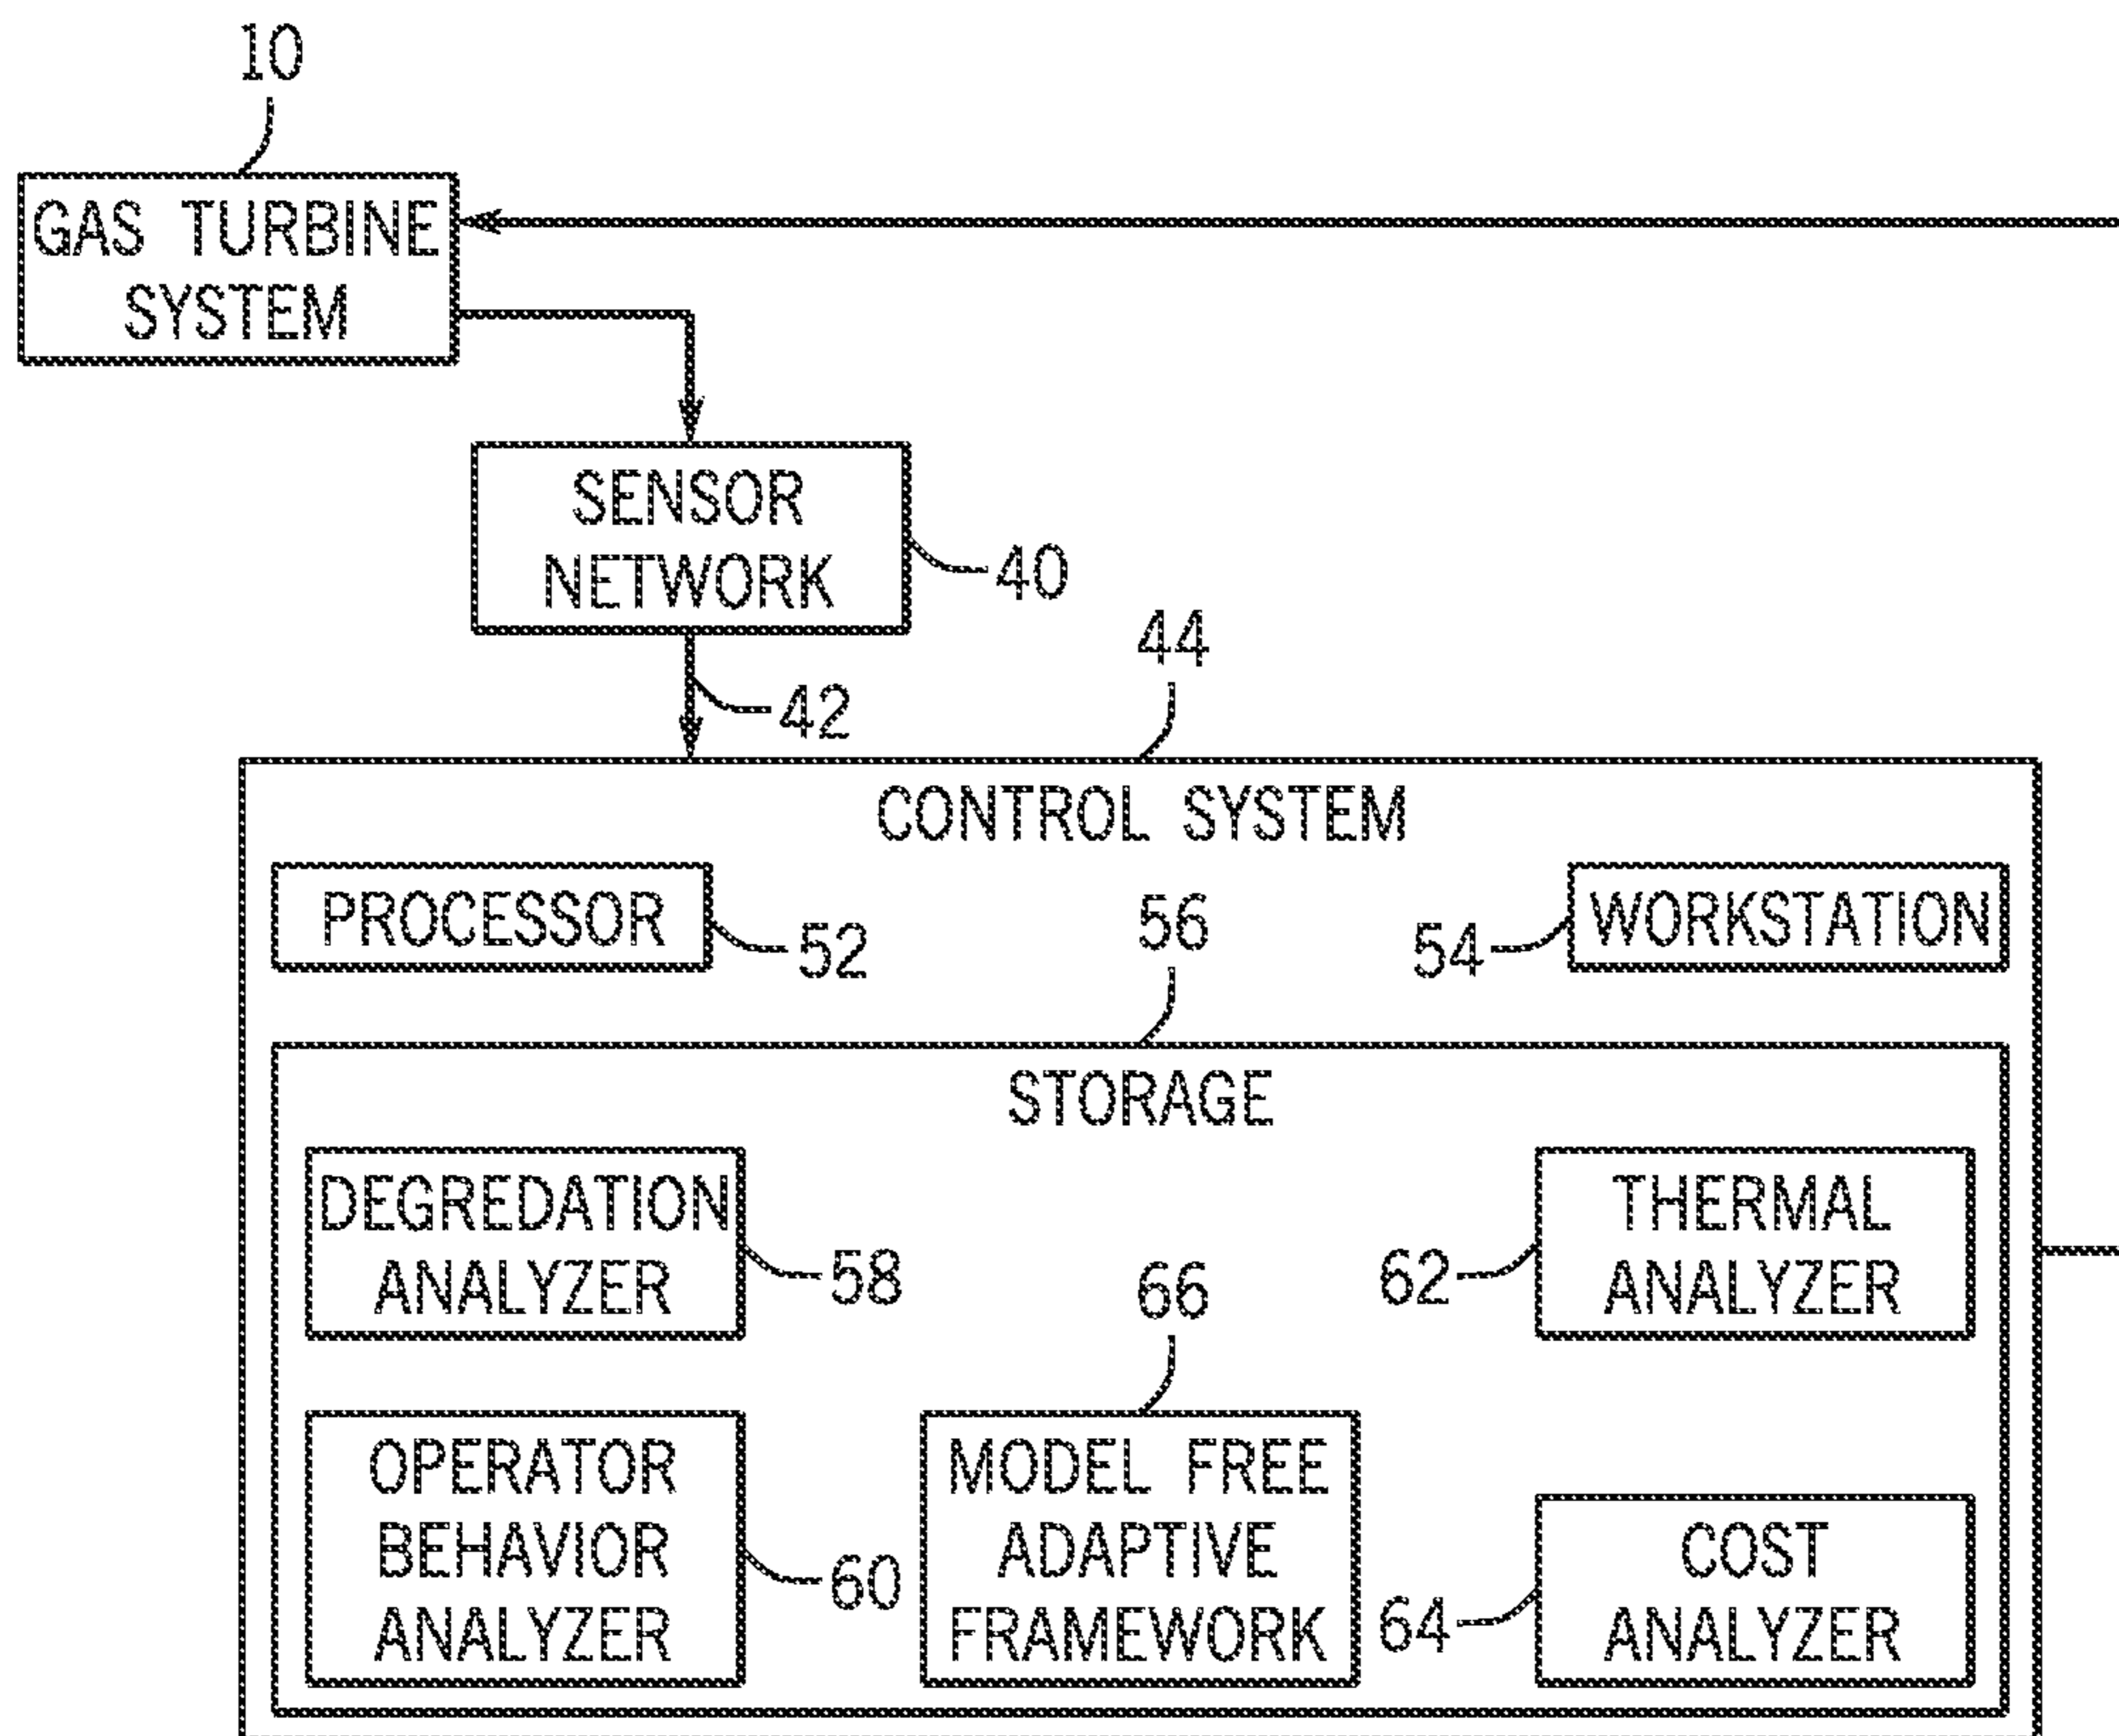 10
GAS TURBINE
SYSTEM
SENSOR
NETWORK
40
42
44
CONTROL SYSTEM
PROCESSOR
52
56
54
WORKSTATION
STORAGE
DEGREDATION
ANALYZER
58
66
62
THERMAL
ANALYZER
OPERATOR
BEHAVIOR
ANALYZER
60
MODEL FREE
ADAPTIVE
FRAMEWORK
64
COST
ANALYZER